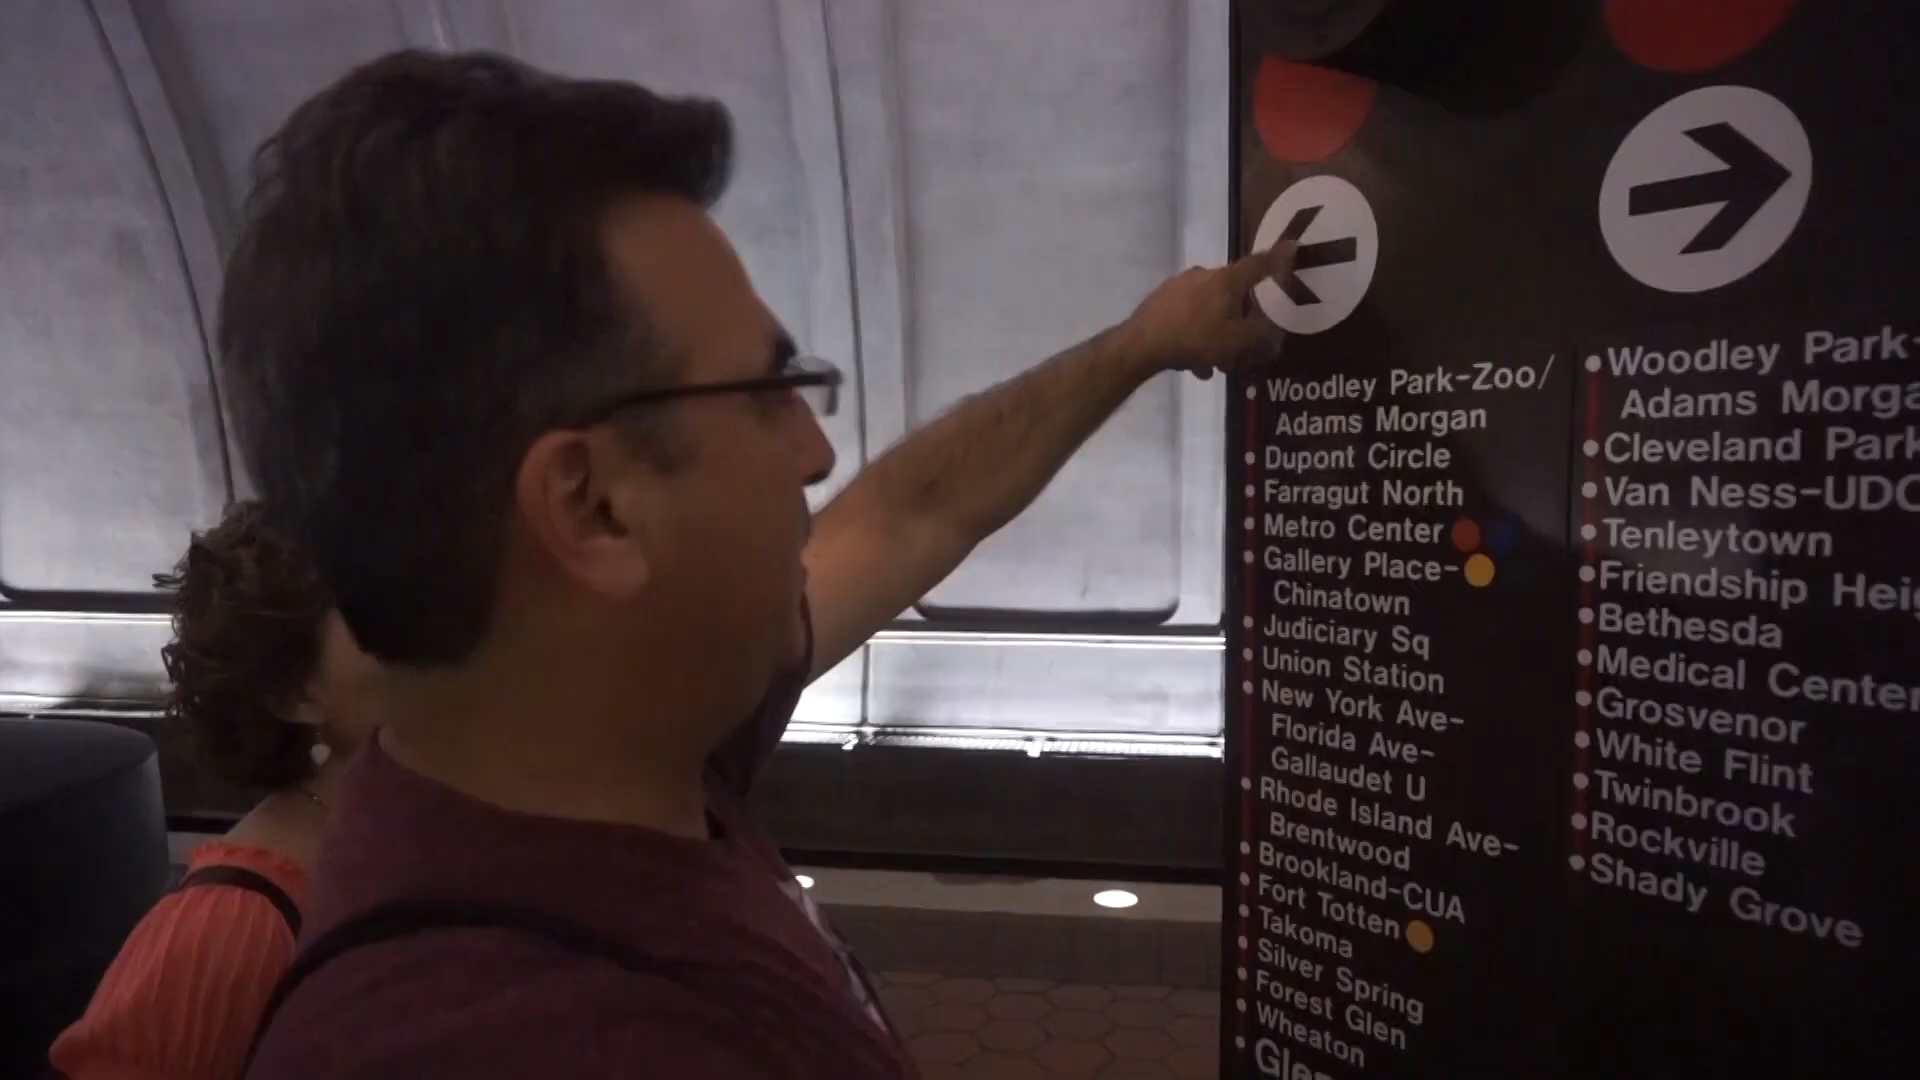 Woodley Park-Zoo/
Adams Morgan
Dupont Circle
Farragut North
Metro Center
Gallery Place-
Chinatown
Judiciary Sq
Union Station
New York Ave-
Florida Ave-
Gallaudet U
Rhode Island Ave-
Brentwood
Brookland-CUA
Fort Totten
Takoma
Silver Spring
Forest Glen
Wheaton
Woodley Park-
Adams
Cleveland Park
Van Ness-UDC
Tenleytown
Friendship
Bethesda
Medical Center
Grosvenor
White Flint
Twinbrook
Rockville
Shady Grove